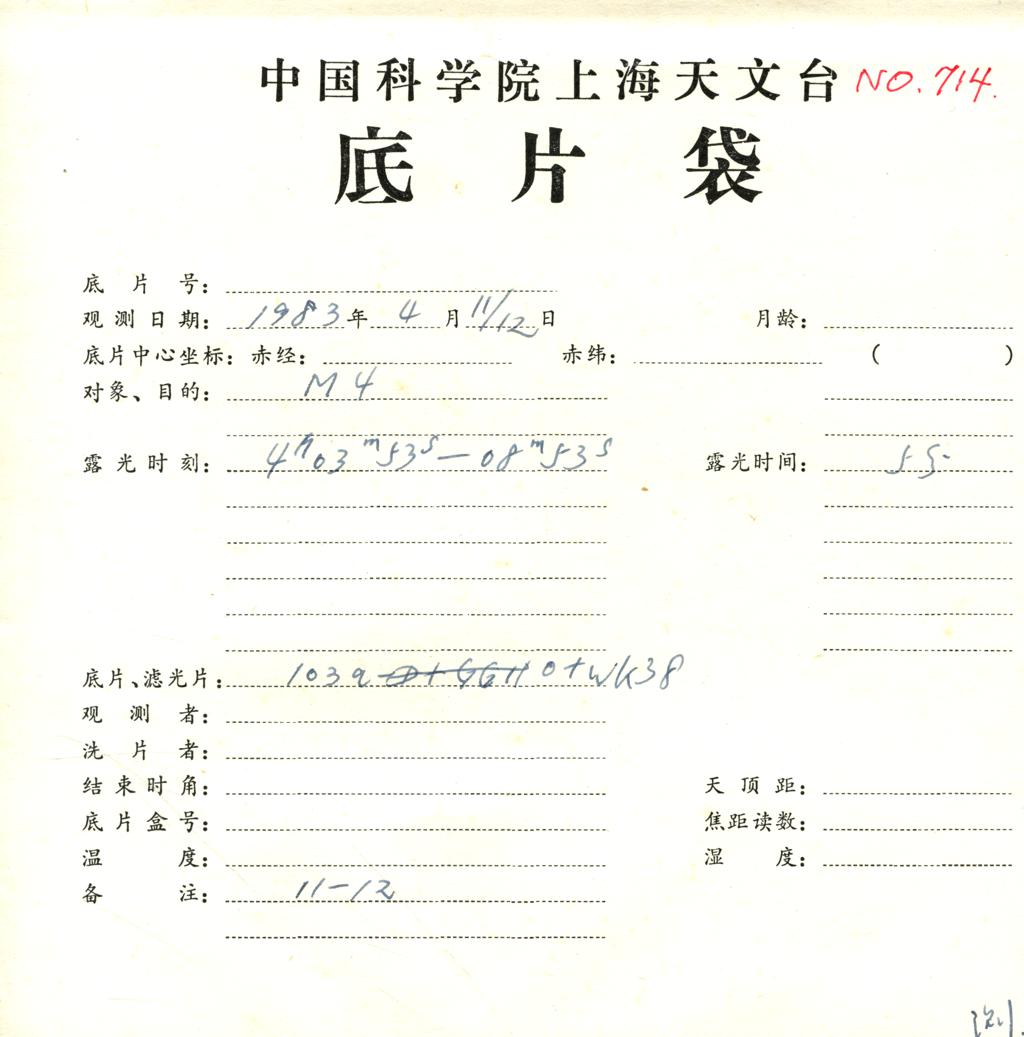 中国科学院上海天文台 NO. 714.
底片袋
底片号：
观测日期： 1983年 4月 11/12日 月龄：
底片中心坐标：赤经： 赤纬： （ ）
对象、目的： M4
露光时刻： 4h03m53s—08m53s 露光时间： 5
底片、滤光片： 103a O+WK38
观测者：
洗片者：
结束时角： 天顶距：
底片盒号： 焦距读数：
温度： 湿度：
备注： 11-12